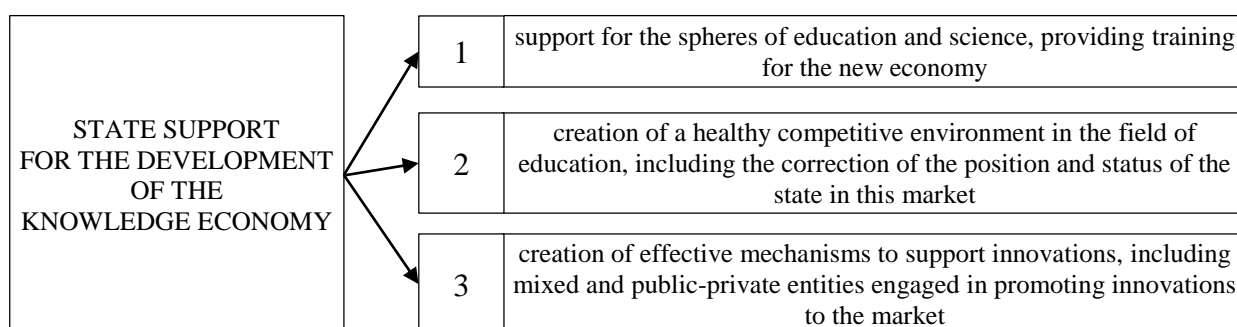 STATE SUPPORT
FOR THE DEVELOPMENT
OF THE
KNOWLEDGE ECONOMY
1
support for the spheres of education and science, providing training
for the new economy
2
creation of a healthy competitive environment in the field of
education, including the correction of the position and status of the
state in this market
3
creation of effective mechanisms to support innovations, including
mixed and public-private entities engaged in promoting innovations
to the market